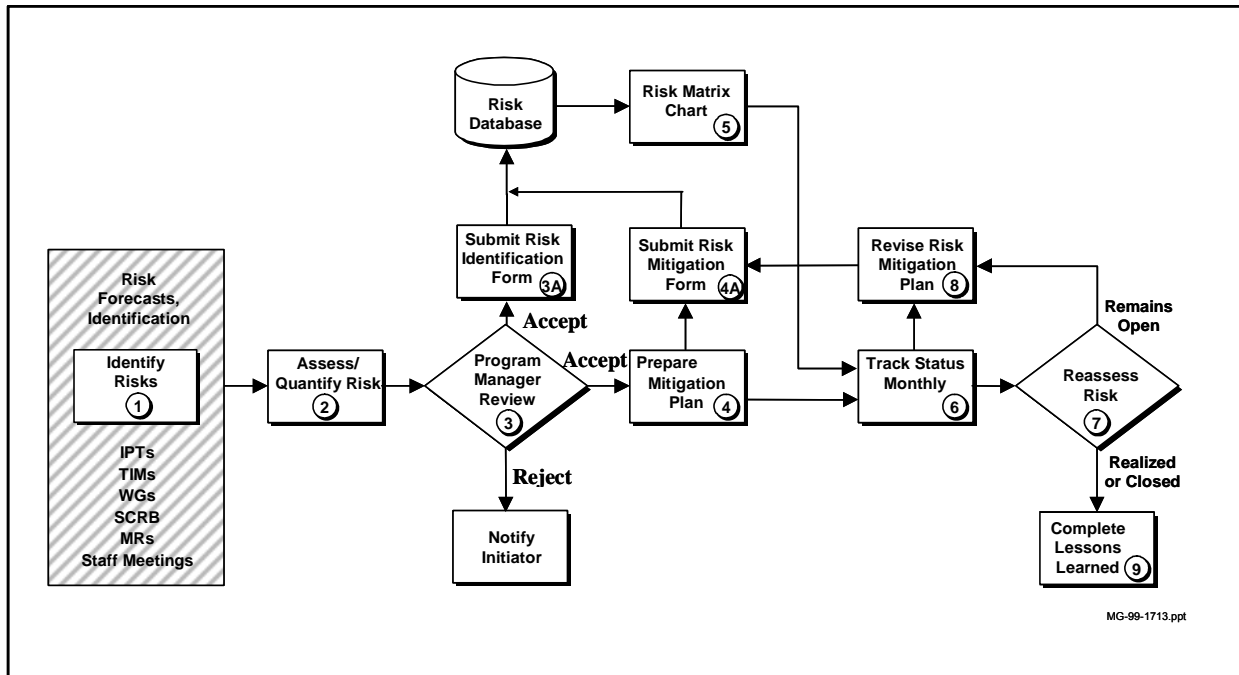 Risk
Database
Risk Matrix
Chart
5
Submit Risk
Identification
Form
3A
Submit Risk
Mitigation
Form
4A
Revise Risk
Mitigation
Plan
8
Risk
Forecasts,
Identification
Identify
Risks
1
IPTs
TIMs
WGs
SCRB
MRs
Staff Meetings
Assess/
Quantify Risk
2
Program
Manager
Review
3
Accept
Accept
Reject
Notify
Initiator
Prepare
Mitigation
Plan
4
Track Status
Monthly
6
Reassess
Risk
7
Remains
Open
Realized
or Closed
Complete
Lessons
Learned
9
MG-99-1713.ppt